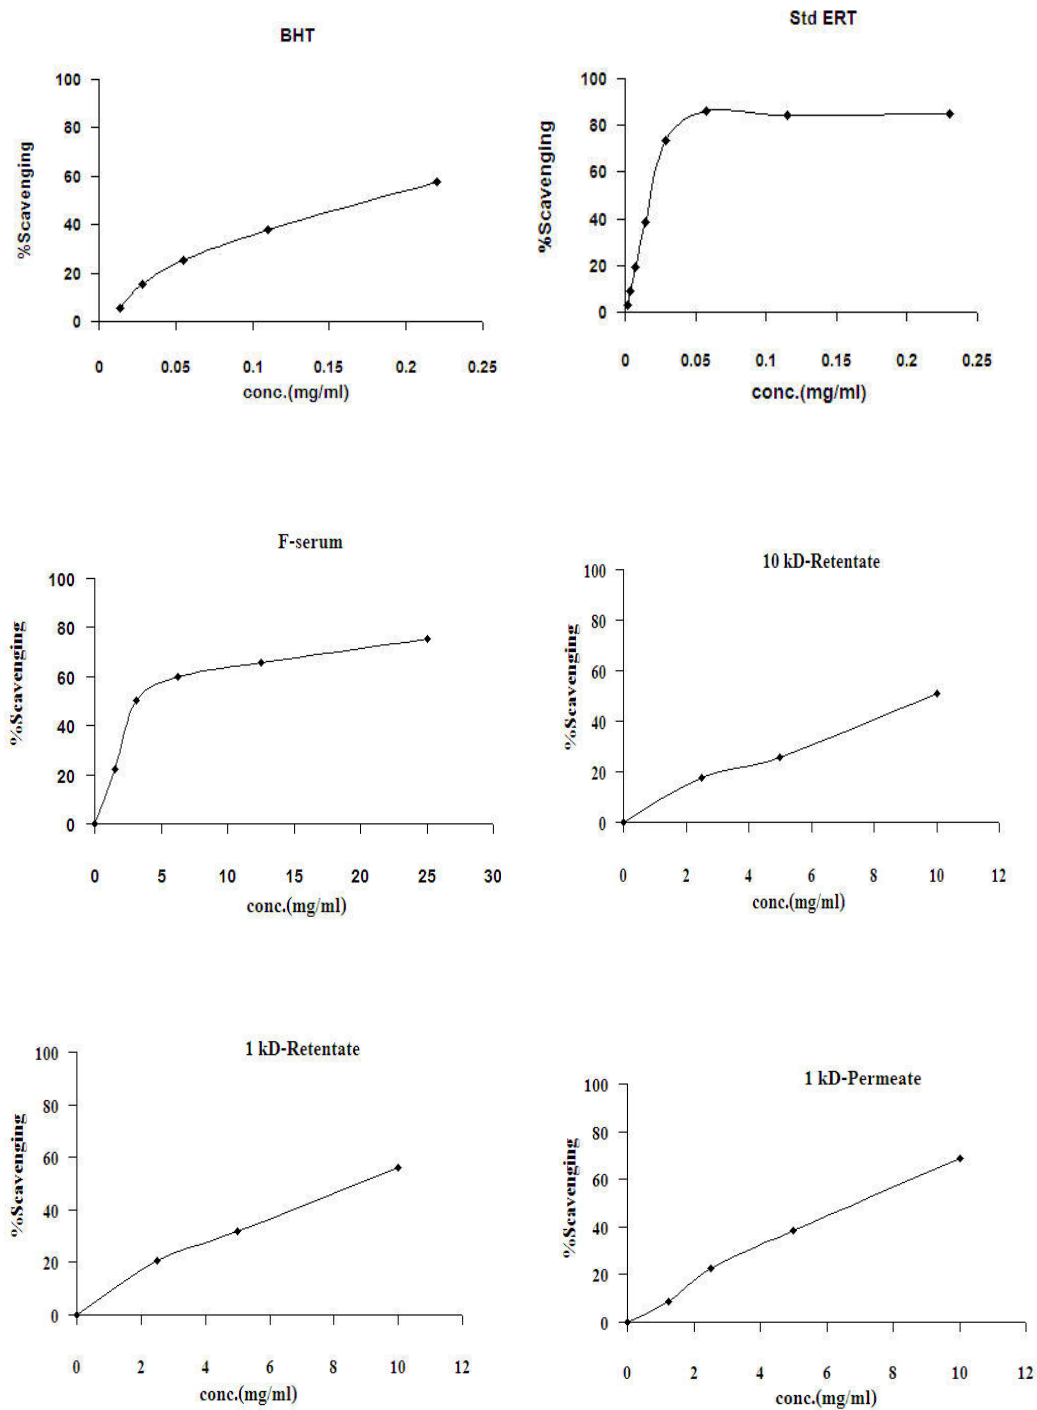 BHT
100
80
60
40
20
0
%Scavenging
0 0.05 0.1 0.15 0.2 0.25
conc.(mg/ml)
Std ERT
100
80
60
40
20
0
%Scavenging
0 0.05 0.1 0.15 0.2 0.25
conc.(mg/ml)
F-serum
100
80
60
40
20
0
%Scavenging
0 5 10 15 20 25 30
conc.(mg/ml)
10 kD-Retentate
100
80
60
40
20
0
%Scavenging
0 2 4 6 8 10 12
conc.(mg/ml)
1 kD-Retentate
100
80
60
40
20
0
%Scavenging
0 2 4 6 8 10 12
conc.(mg/ml)
1 kD-Permeate
100
80
60
40
20
0
%Scavenging
0 2 4 6 8 10 12
conc.(mg/ml)